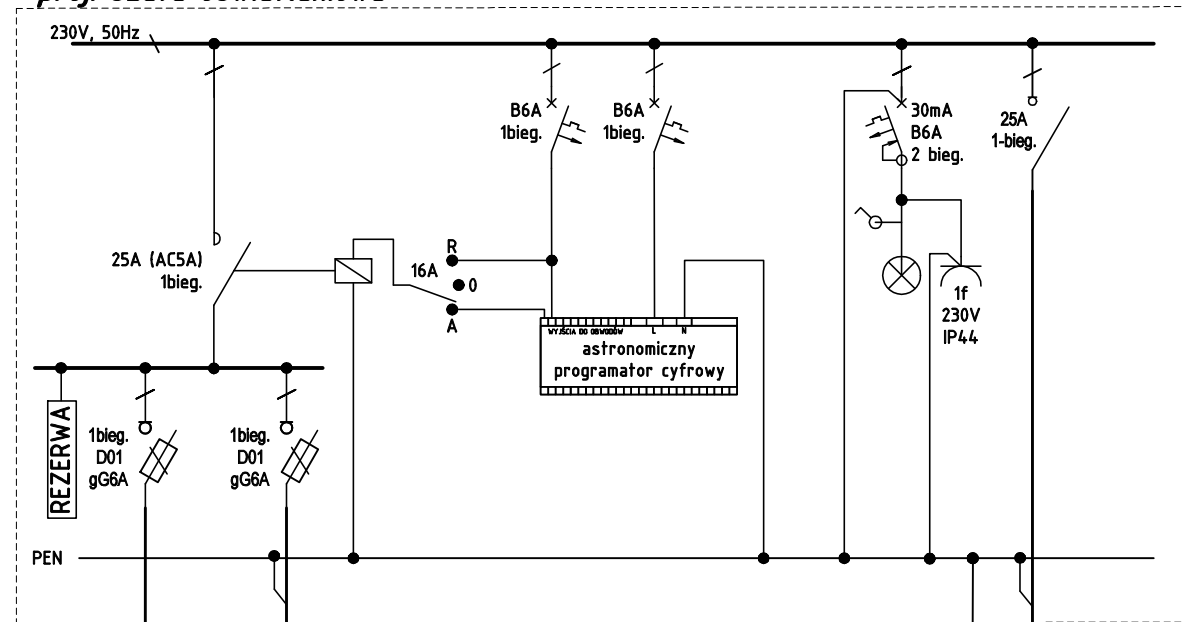 230V, 50Hz
B6A
1bieg.
B6A
1bieg.
30mA
B6A
2 bieg.
25A
1-bieg.
25A (AC5A)
1bieg.
R
16A
0
A
WYJŚCIA DO OBWODÓW L N
astronomiczny
programator cyfrowy
1f
230V
IP44
REZERWA
1bieg.
D01
gG6A
1bieg.
D01
gG6A
PEN